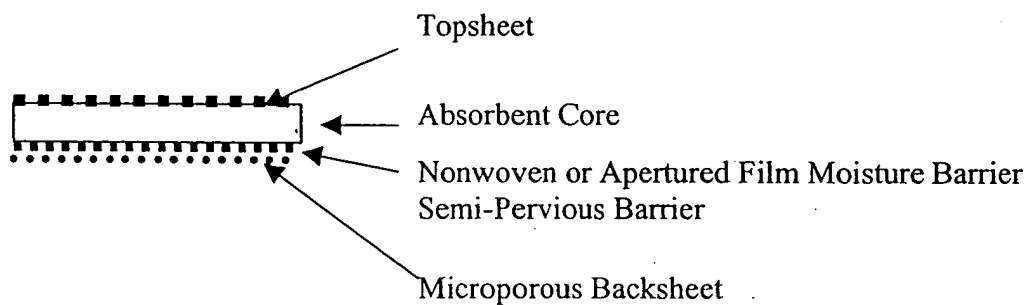 Topsheet
Absorbent Core
Nonwoven or Apertured Film Moisture Barrier
Semi-Pervious Barrier
Microporous Backsheet